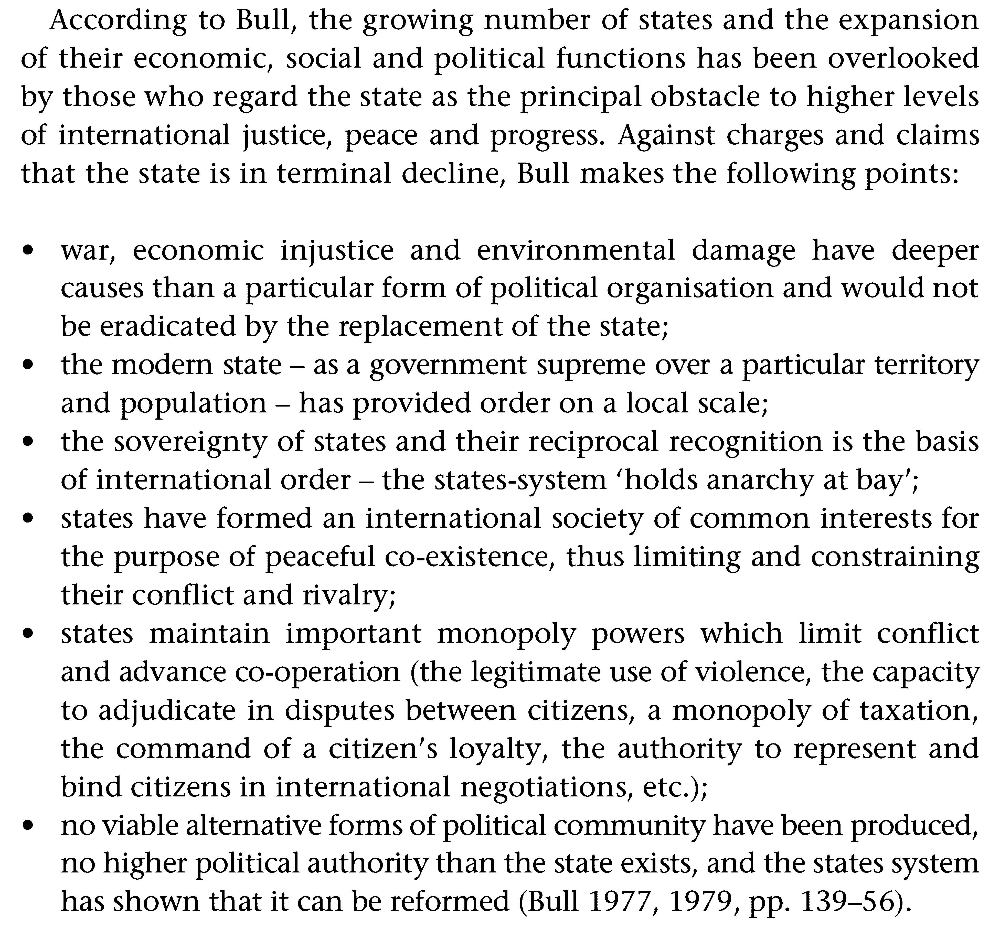 According to Bull, the growing number of states and the expansion
of their economic, social and political functions has been overlooked
by those who regard the state as the principal obstacle to higher levels
of international justice, peace and progress. Against charges and claims
that the state is in terminal decline, Bull makes the following points:
• war, economic injustice and environmental damage have deeper
causes than a particular form of political organisation and would not
be eradicated by the replacement of the state;
• the modern state – as a government supreme over a particular territory
and population – has provided order on a local scale;
• the sovereignty of states and their reciprocal recognition is the basis
of international order – the states-system ‘holds anarchy at bay’;
• states have formed an international society of common interests for
the purpose of peaceful co-existence, thus limiting and constraining
their conflict and rivalry;
• states maintain important monopoly powers which limit conflict
and advance co-operation (the legitimate use of violence, the capacity
to adjudicate in disputes between citizens, a monopoly of taxation,
the command of a citizen’s loyalty, the authority to represent and
bind citizens in international negotiations, etc.);
• no viable alternative forms of political community have been produced,
no higher political authority than the state exists, and the states system
has shown that it can be reformed (Bull 1977, 1979, pp. 139–56).